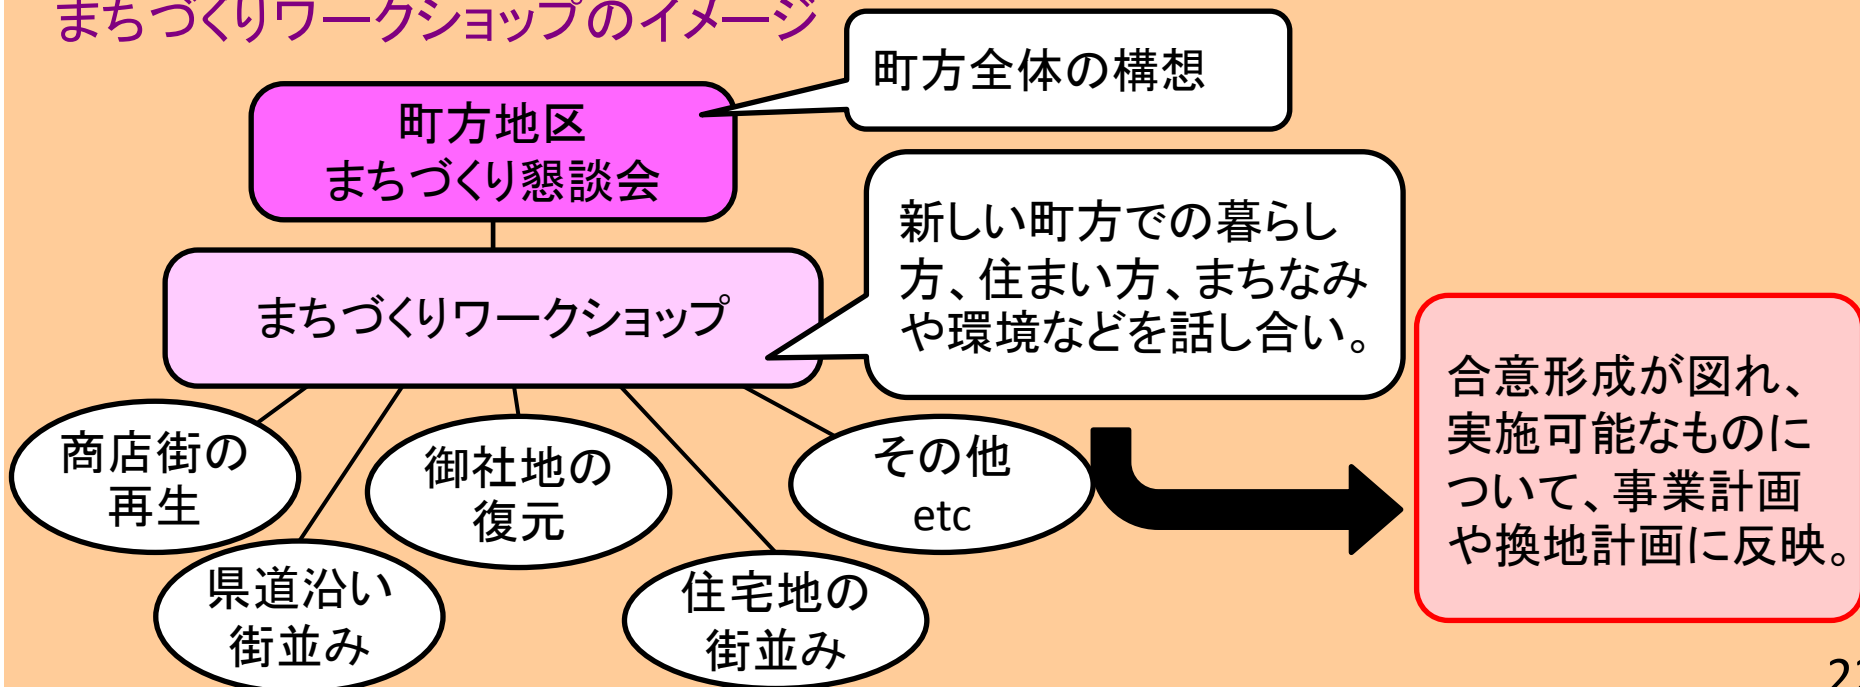 まちづくりワークショップのイメージ
町方全体の構想
町方地区
まちづくり懇談会
新しい町方での暮らし
方、住まい方、まちなみ
や環境などを話し合い。
まちづくりワークショップ
商店街の
再生
県道沿い
街並み
御社地の
復元
住宅地の
街並み
その他
etc
合意形成が図れ、
実施可能なものに
ついて、事業計画
や換地計画に反映。